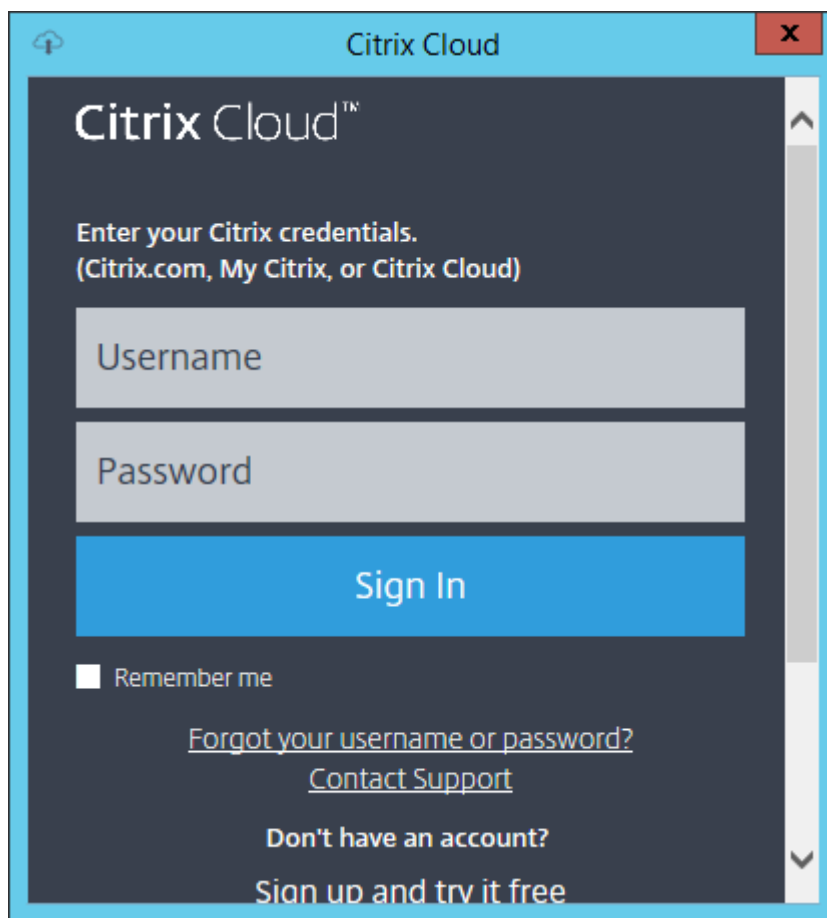 Citrix Cloud
x
Citrix Cloud™
Enter your Citrix credentials.
(Citrix.com, My Citrix, or Citrix Cloud)
Username
Password
Sign In
Remember me
Forgot your username or password?
Contact Support
Don't have an account?
Sign up and try it free